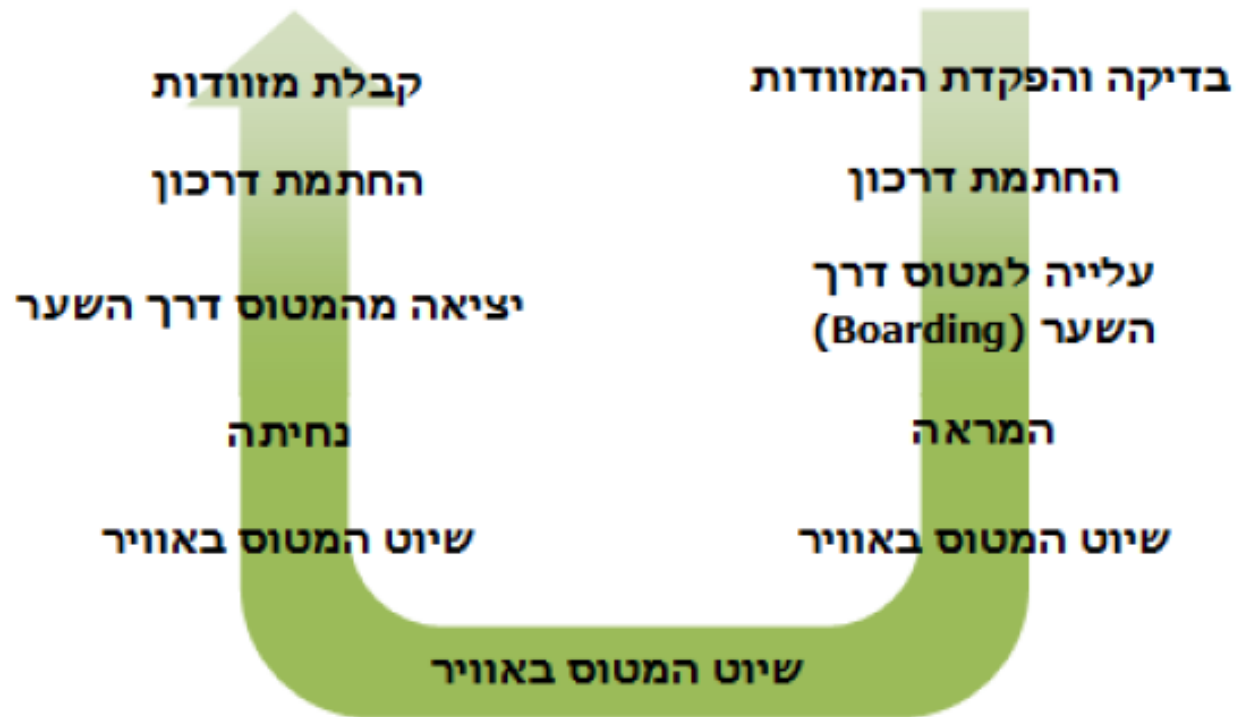 בדיקה והפקדת המזוודות
החתמת דרכון
עלייה למטוס דרך
השער (Boarding)
המראה
שיוט המטוס באוויר
שיוט המטוס באוויר
שיוט המטוס באוויר
נחיתה
יציאה מהמטוס דרך השער
החתמת דרכון
קבלת מזוודות